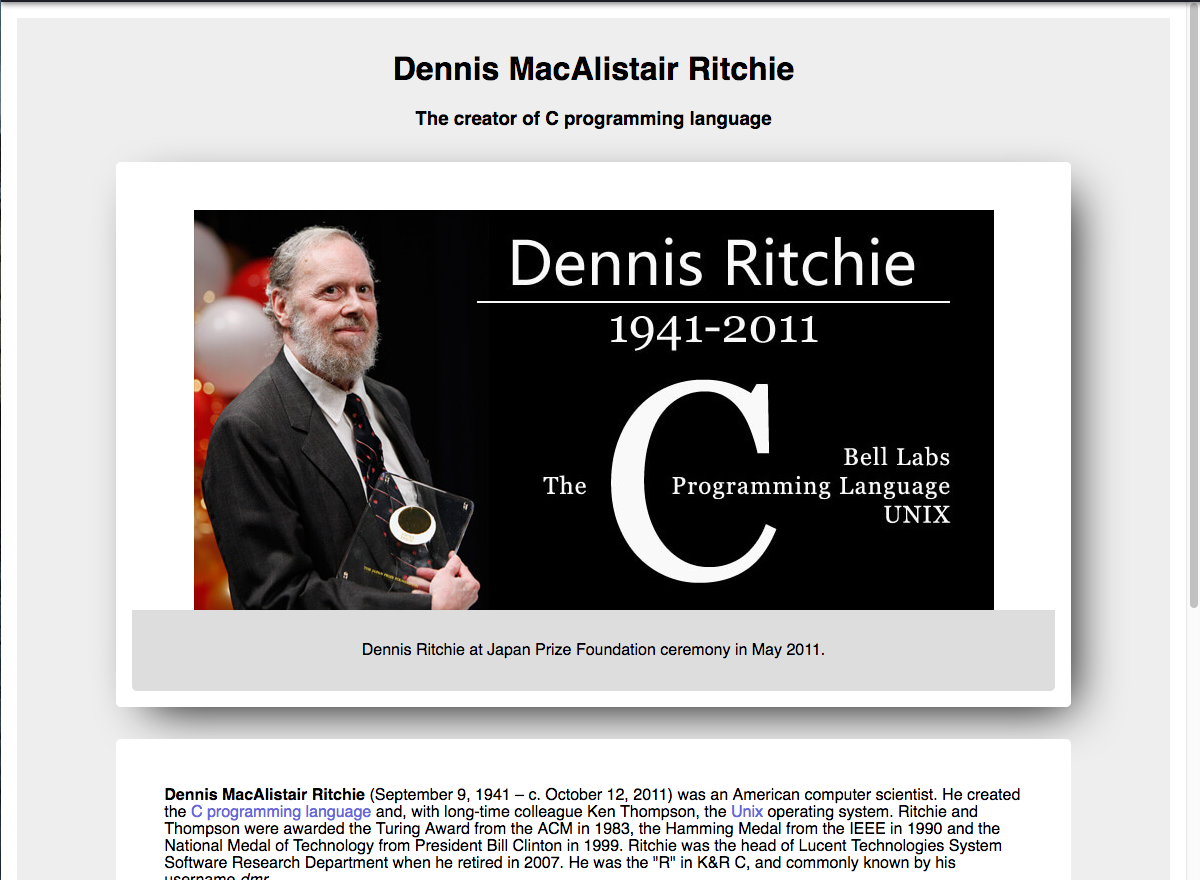 Dennis MacAlistair Ritchie
The creator of C programming language
Dennis Ritchie
1941-2011
Bell Labs
The C Programming Language
UNIX
Dennis Ritchie at Japan Prize Foundation ceremony in May 2011.
Dennis MacAlistair Ritchie (September 9, 1941 – c. October 12, 2011) was an American computer scientist. He created
the C programming language and, with long-time colleague Ken Thompson, the Unix operating system. Ritchie and
Thompson were awarded the Turing Award from the ACM in 1983, the Hamming Medal from the IEEE in 1990 and the
National Medal of Technology from President Bill Clinton in 1999. Ritchie was the head of Lucent Technologies System
Software Research Department when he retired in 2007. He was the "R" in K&R C, and commonly known by his
username dmr